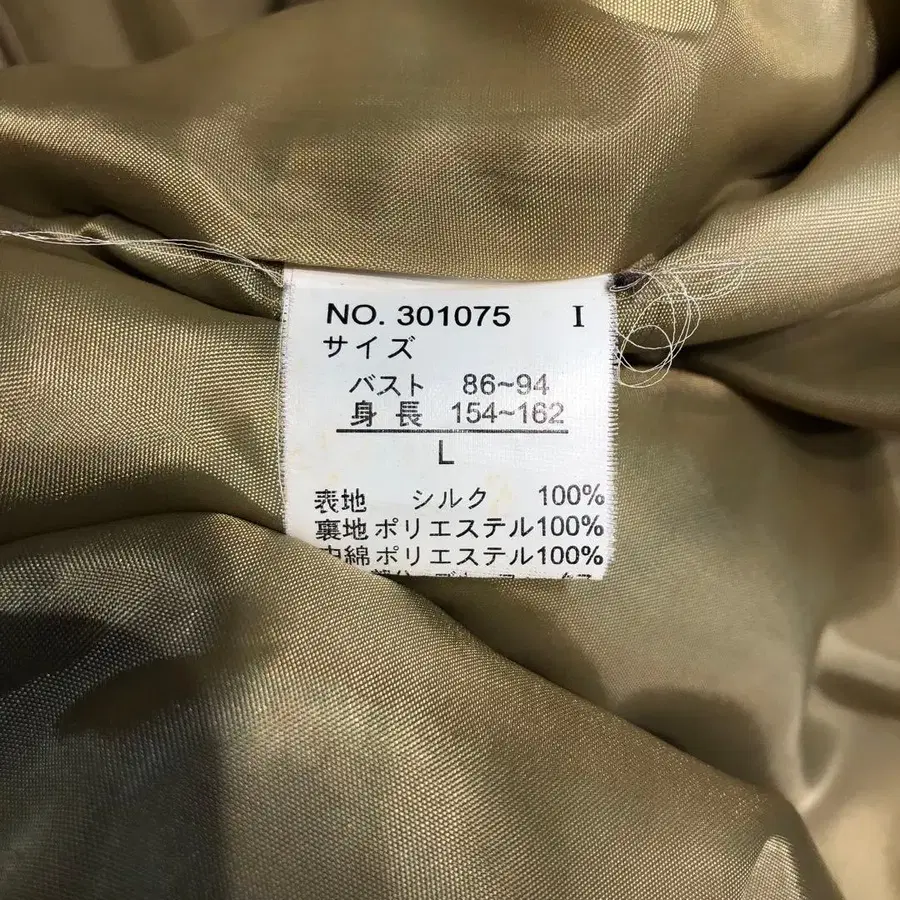 NO. 301075 I
サイズ
バスト 86~94
身長 154~162
L
表地 シルク 100%
裏地 ポリエステル100%
中綿 ポリエステル100%